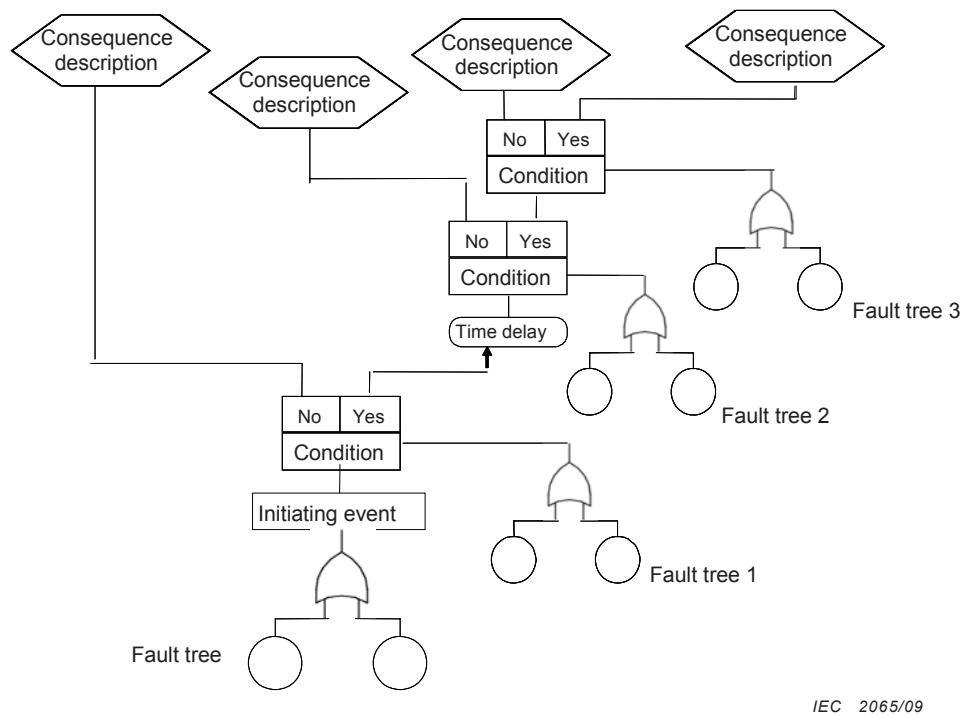 Consequence
description
Consequence
description
Consequence
description
Consequence
description
No Yes
Condition
No Yes
Condition
Fault tree 3
Time delay
Fault tree 2
No Yes
Condition
Initiating event
Fault tree 1
Fault tree
IEC 2065/09